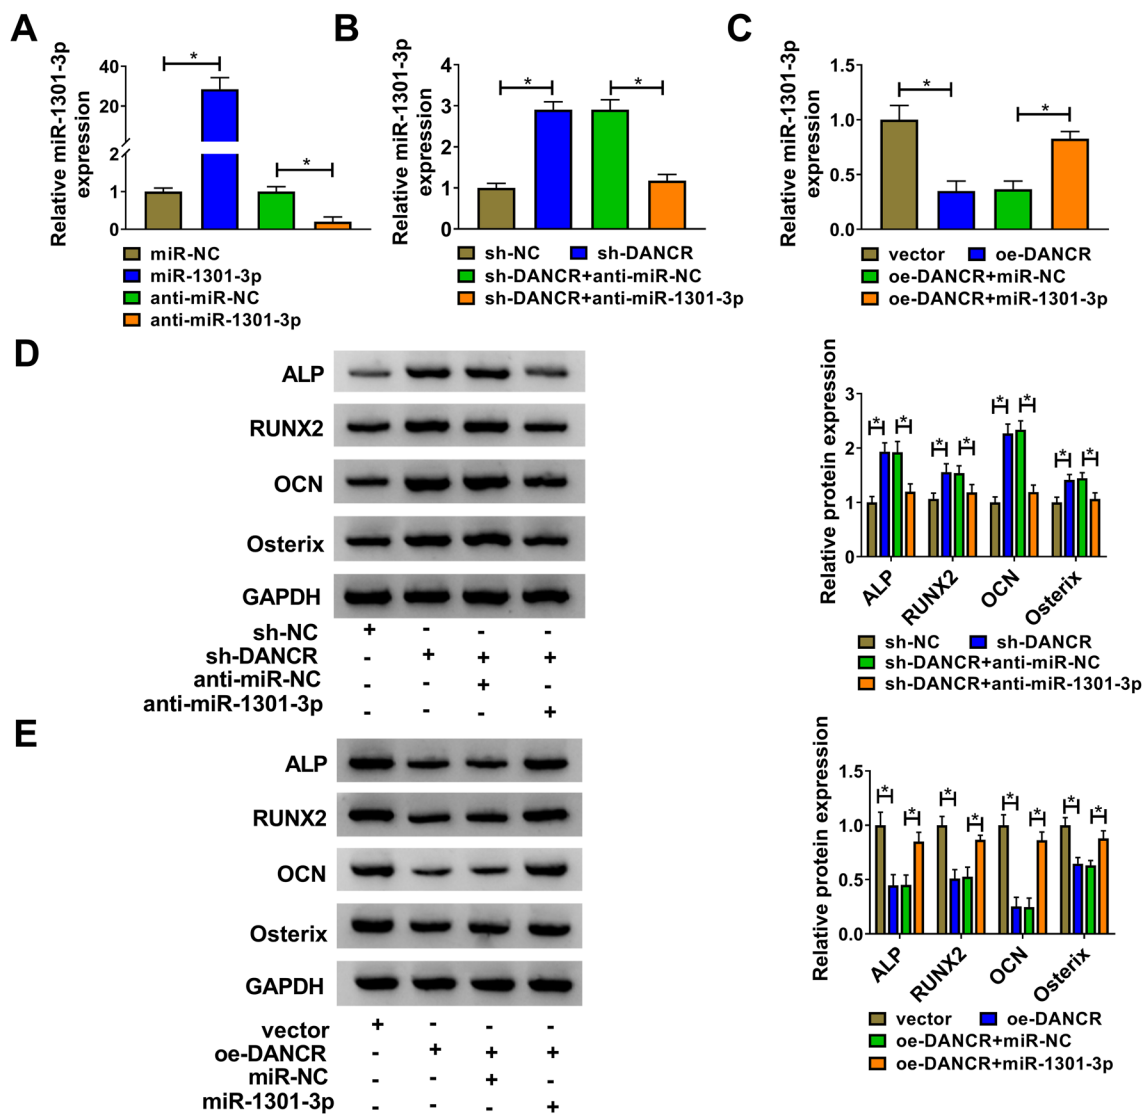 A
Relative miR-1301-3p
expression
40
20
2
1
0
*
*
miR-NC
miR-1301-3p
anti-miR-NC
anti-miR-1301-3p
B
Relative miR-1301-3p
expression
4
3
2
1
0
*
*
sh-NC sh-DANCR
sh-DANCR+anti-miR-NC
sh-DANCR+anti-miR-1301-3p
C
Relative miR-1301-3p
expression
1.5
1.0
0.5
0.0
*
*
vector oe-DANCR
oe-DANCR+miR-NC
oe-DANCR+miR-1301-3p
D
ALP
RUNX2
OCN
Osterix
GAPDH
sh-NC + - - -
sh-DANCR - + + +
anti-miR-NC - - + -
anti-miR-1301-3p - - - +
Relative protein expression
3
2
1
0
* * * * * * * *
ALP RUNX2 OCN Osterix
sh-NC sh-DANCR
sh-DANCR+anti-miR-NC
sh-DANCR+anti-miR-1301-3p
E
ALP
RUNX2
OCN
Osterix
GAPDH
vector + - - -
oe-DANCR - + + +
miR-NC - - + -
miR-1301-3p - - - +
Relative protein expression
1.5
1.0
0.5
0.0
* * * * * * * *
ALP RUNX2 OCN Osterix
vector oe-DANCR
oe-DANCR+miR-NC
oe-DANCR+miR-1301-3p